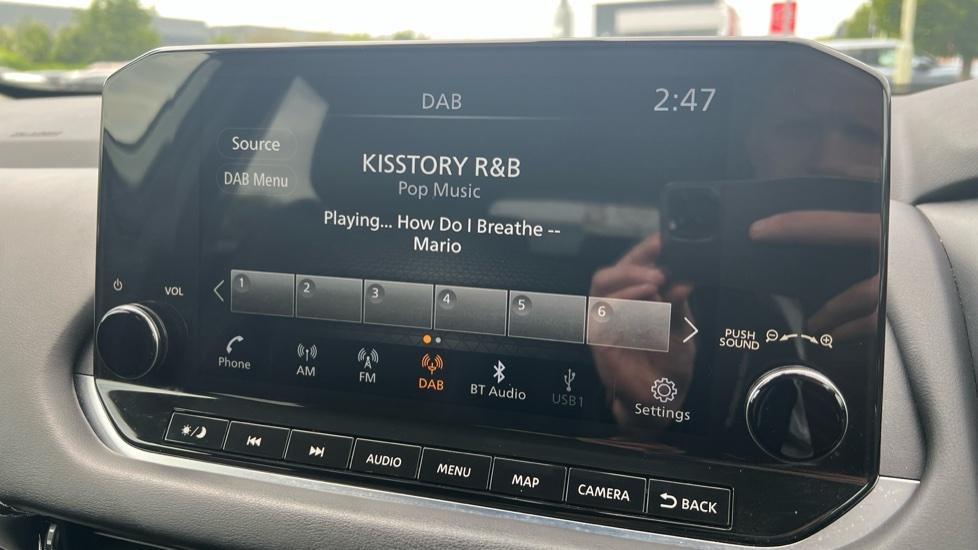 DAB
2:47
Source
KISSTORY R&B
DAB Menu
Pop Music
Playing... How Do I Breathe --
Mario
1 2 3 4 5 6
VOL
PUSH
SOUND
Phone
AM
FM
DAB
BT Audio
USB1
Settings
AUDIO
MENU
MAP
CAMERA
BACK